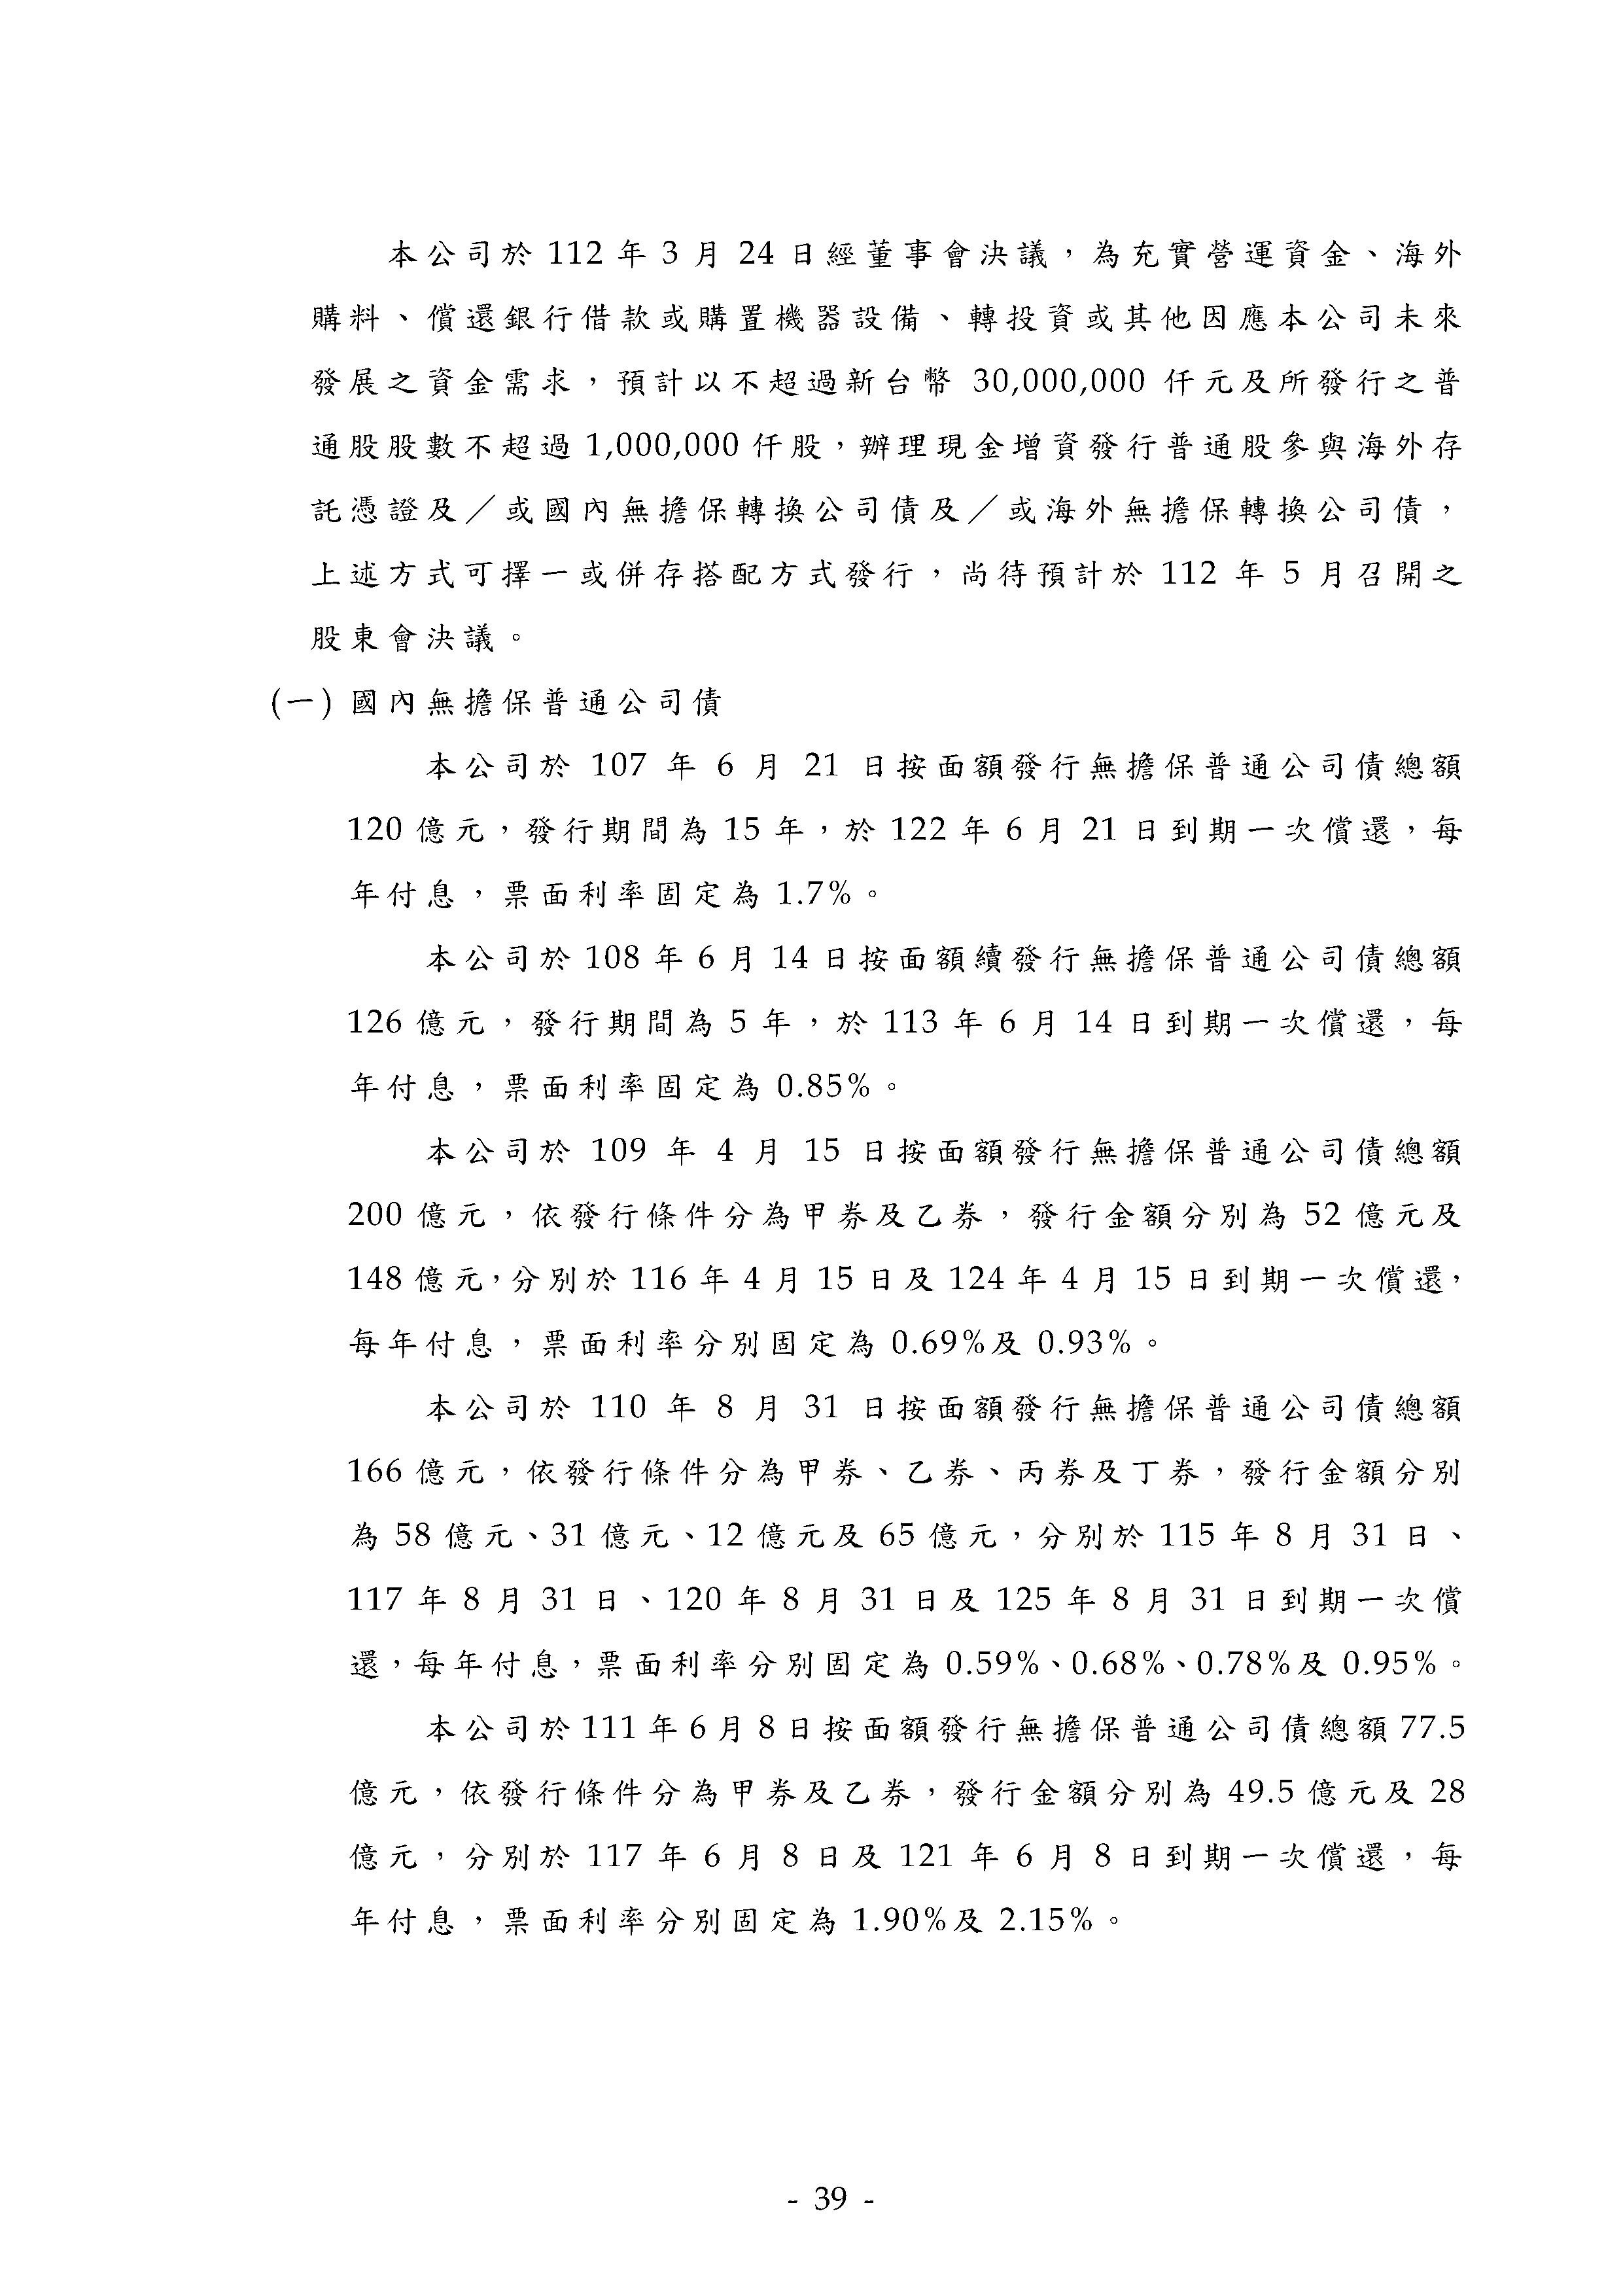 本公司於 112 年 3 月 24 日經董事會決議，為充實營運資金、海外
購料、償還銀行借款或購置機器設備、轉投資或其他因應本公司未來
發展之資金需求，預計以不超過新台幣 30,000,000 仟元及所發行之普
通股股數不超過 1,000,000 仟股，辦理現金增資發行普通股參與海外存
託憑證及／或國內無擔保轉換公司債及／或海外無擔保轉換公司債，
上述方式可擇一或併存搭配方式發行，尚待預計於 112 年 5 月召開之
股東會決議。
(一) 國內無擔保普通公司債
本公司於 107 年 6 月 21 日按面額發行無擔保普通公司債總額
120 億元，發行期間為 15 年，於 122 年 6 月 21 日到期一次償還，每
年付息，票面利率固定為 1.7%。
本公司於 108 年 6 月 14 日按面額續發行無擔保普通公司債總額
126 億元，發行期間為 5 年，於 113 年 6 月 14 日到期一次償還，每
年付息，票面利率固定為 0.85%。
本公司於 109 年 4 月 15 日按面額發行無擔保普通公司債總額
200 億元，依發行條件分為甲券及乙券，發行金額分別為 52 億元及
148 億元，分別於 116 年 4 月 15 日及 124 年 4 月 15 日到期一次償還，
每年付息，票面利率分別固定為 0.69%及 0.93%。
本公司於 110 年 8 月 31 日按面額發行無擔保普通公司債總額
166 億元，依發行條件分為甲券、乙券、丙券及丁券，發行金額分別
為 58 億元、31 億元、12 億元及 65 億元，分別於 115 年 8 月 31 日、
117 年 8 月 31 日、120 年 8 月 31 日及 125 年 8 月 31 日到期一次償
還，每年付息，票面利率分別固定為 0.59%、0.68%、0.78%及 0.95%。
本公司於 111 年 6 月 8 日按面額發行無擔保普通公司債總額 77.5
億元，依發行條件分為甲券及乙券，發行金額分別為 49.5 億元及 28
億元，分別於 117 年 6 月 8 日及 121 年 6 月 8 日到期一次償還，每
年付息，票面利率分別固定為 1.90%及 2.15%。
- 39 -